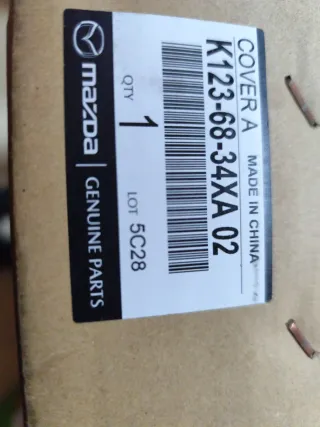 COVER A
MADE IN CHINA
K123-68-34XA 02
QTY 1
LOT 5C28
mazda
GENUINE PARTS